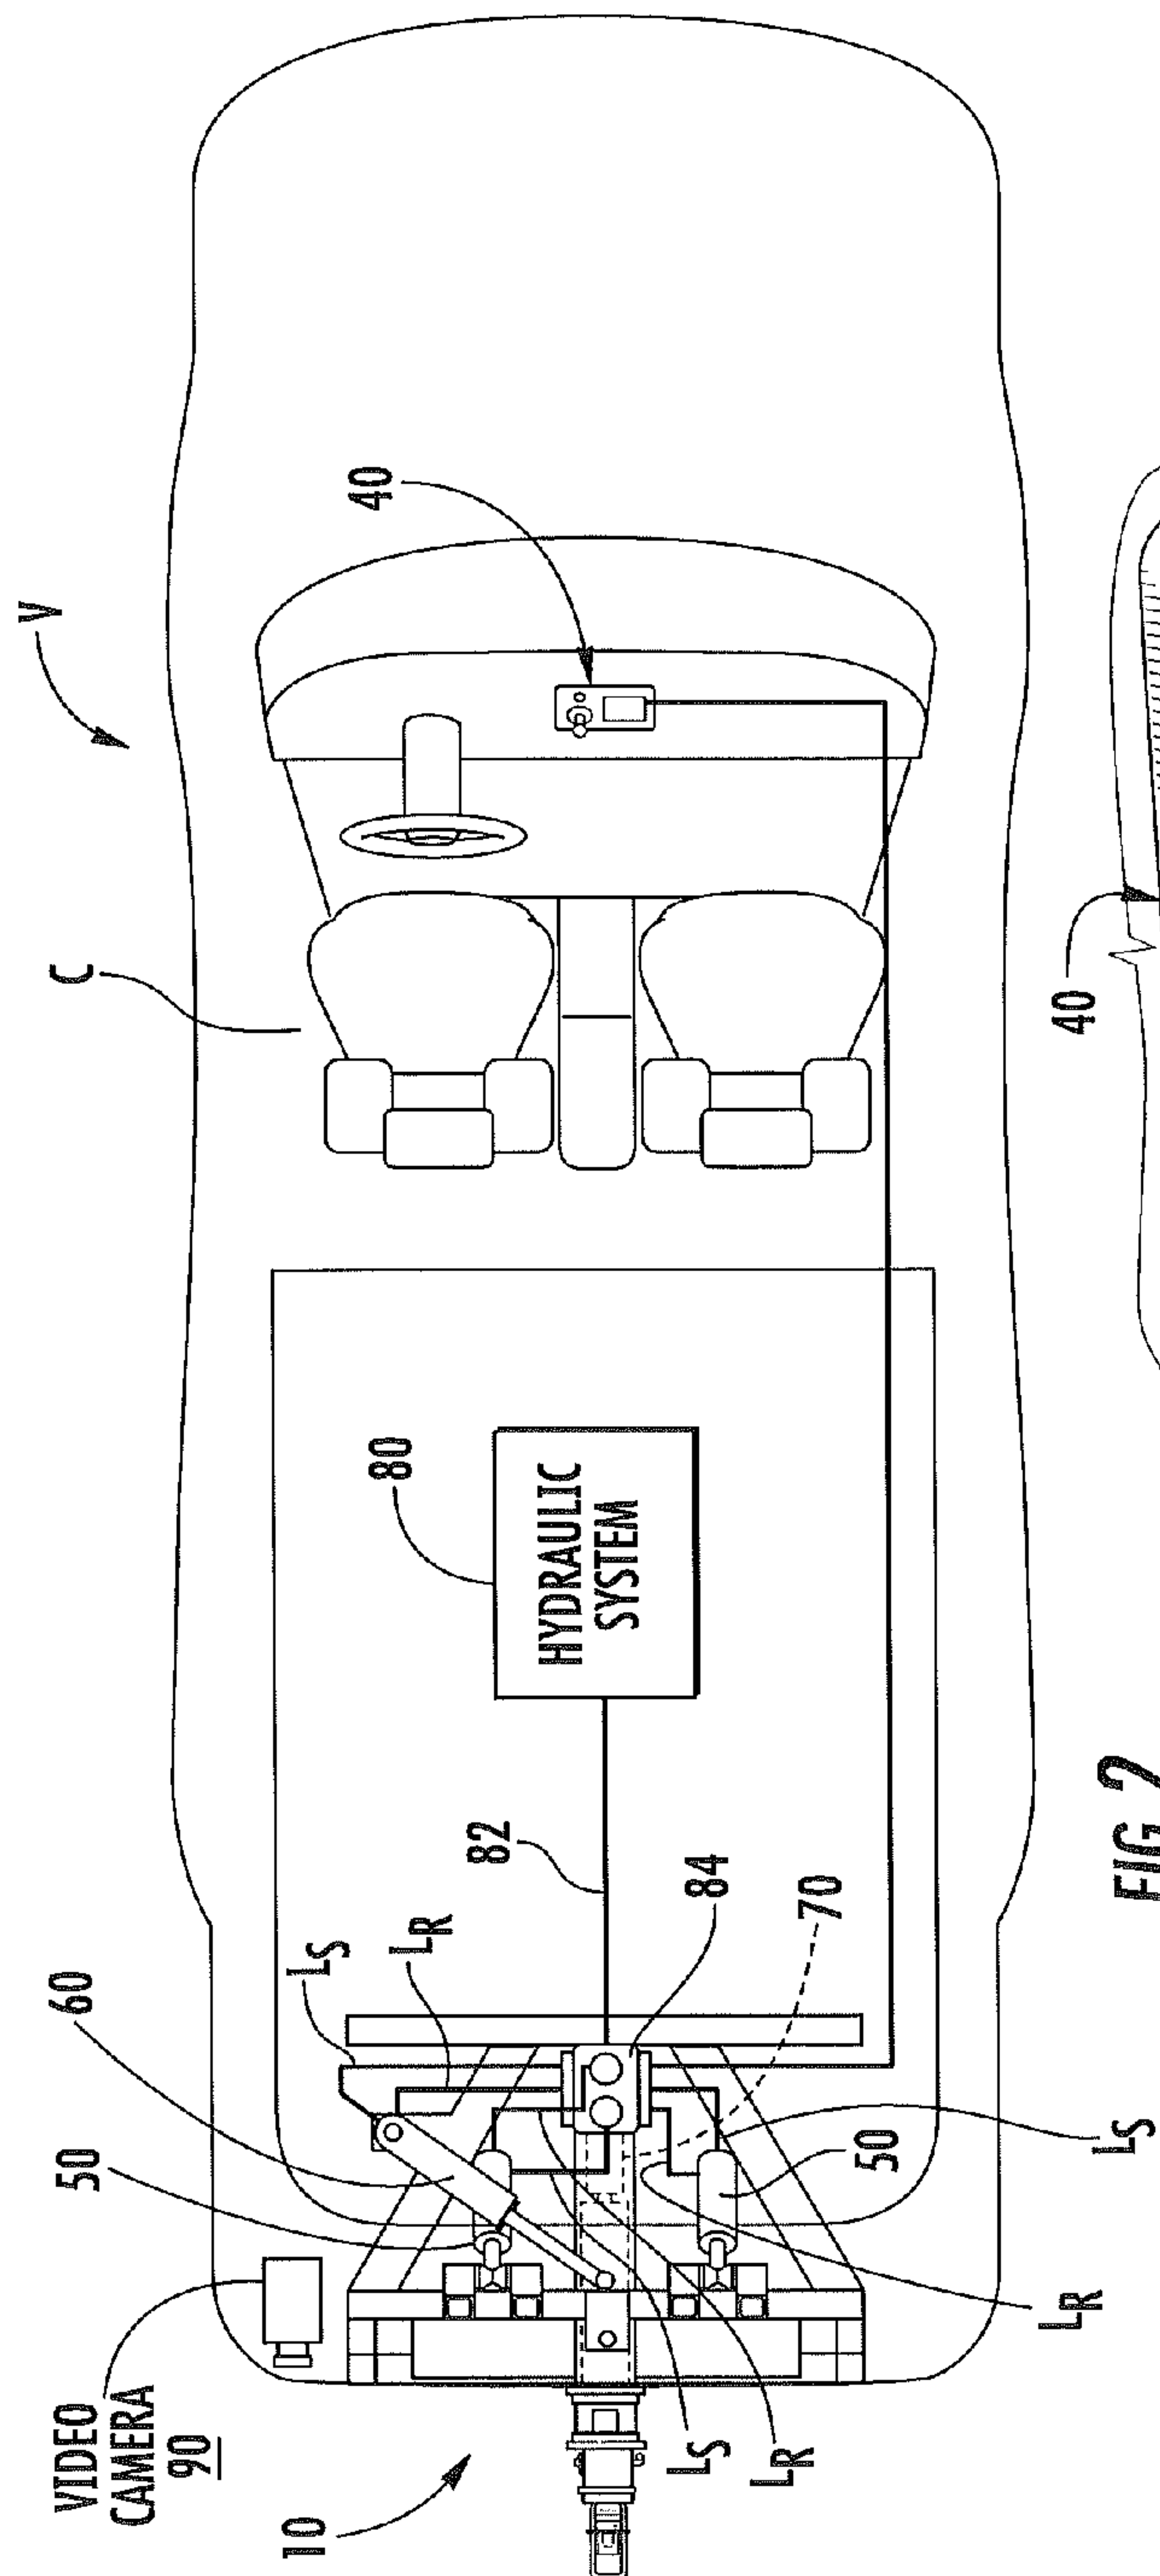 V
40
C
40
80
HYDRAULIC
SYSTEM
82
84
70
60
LS
LR
50
50
LS
LR
LS
LR
VIDEO
CAMERA
90
10
FIG. 2